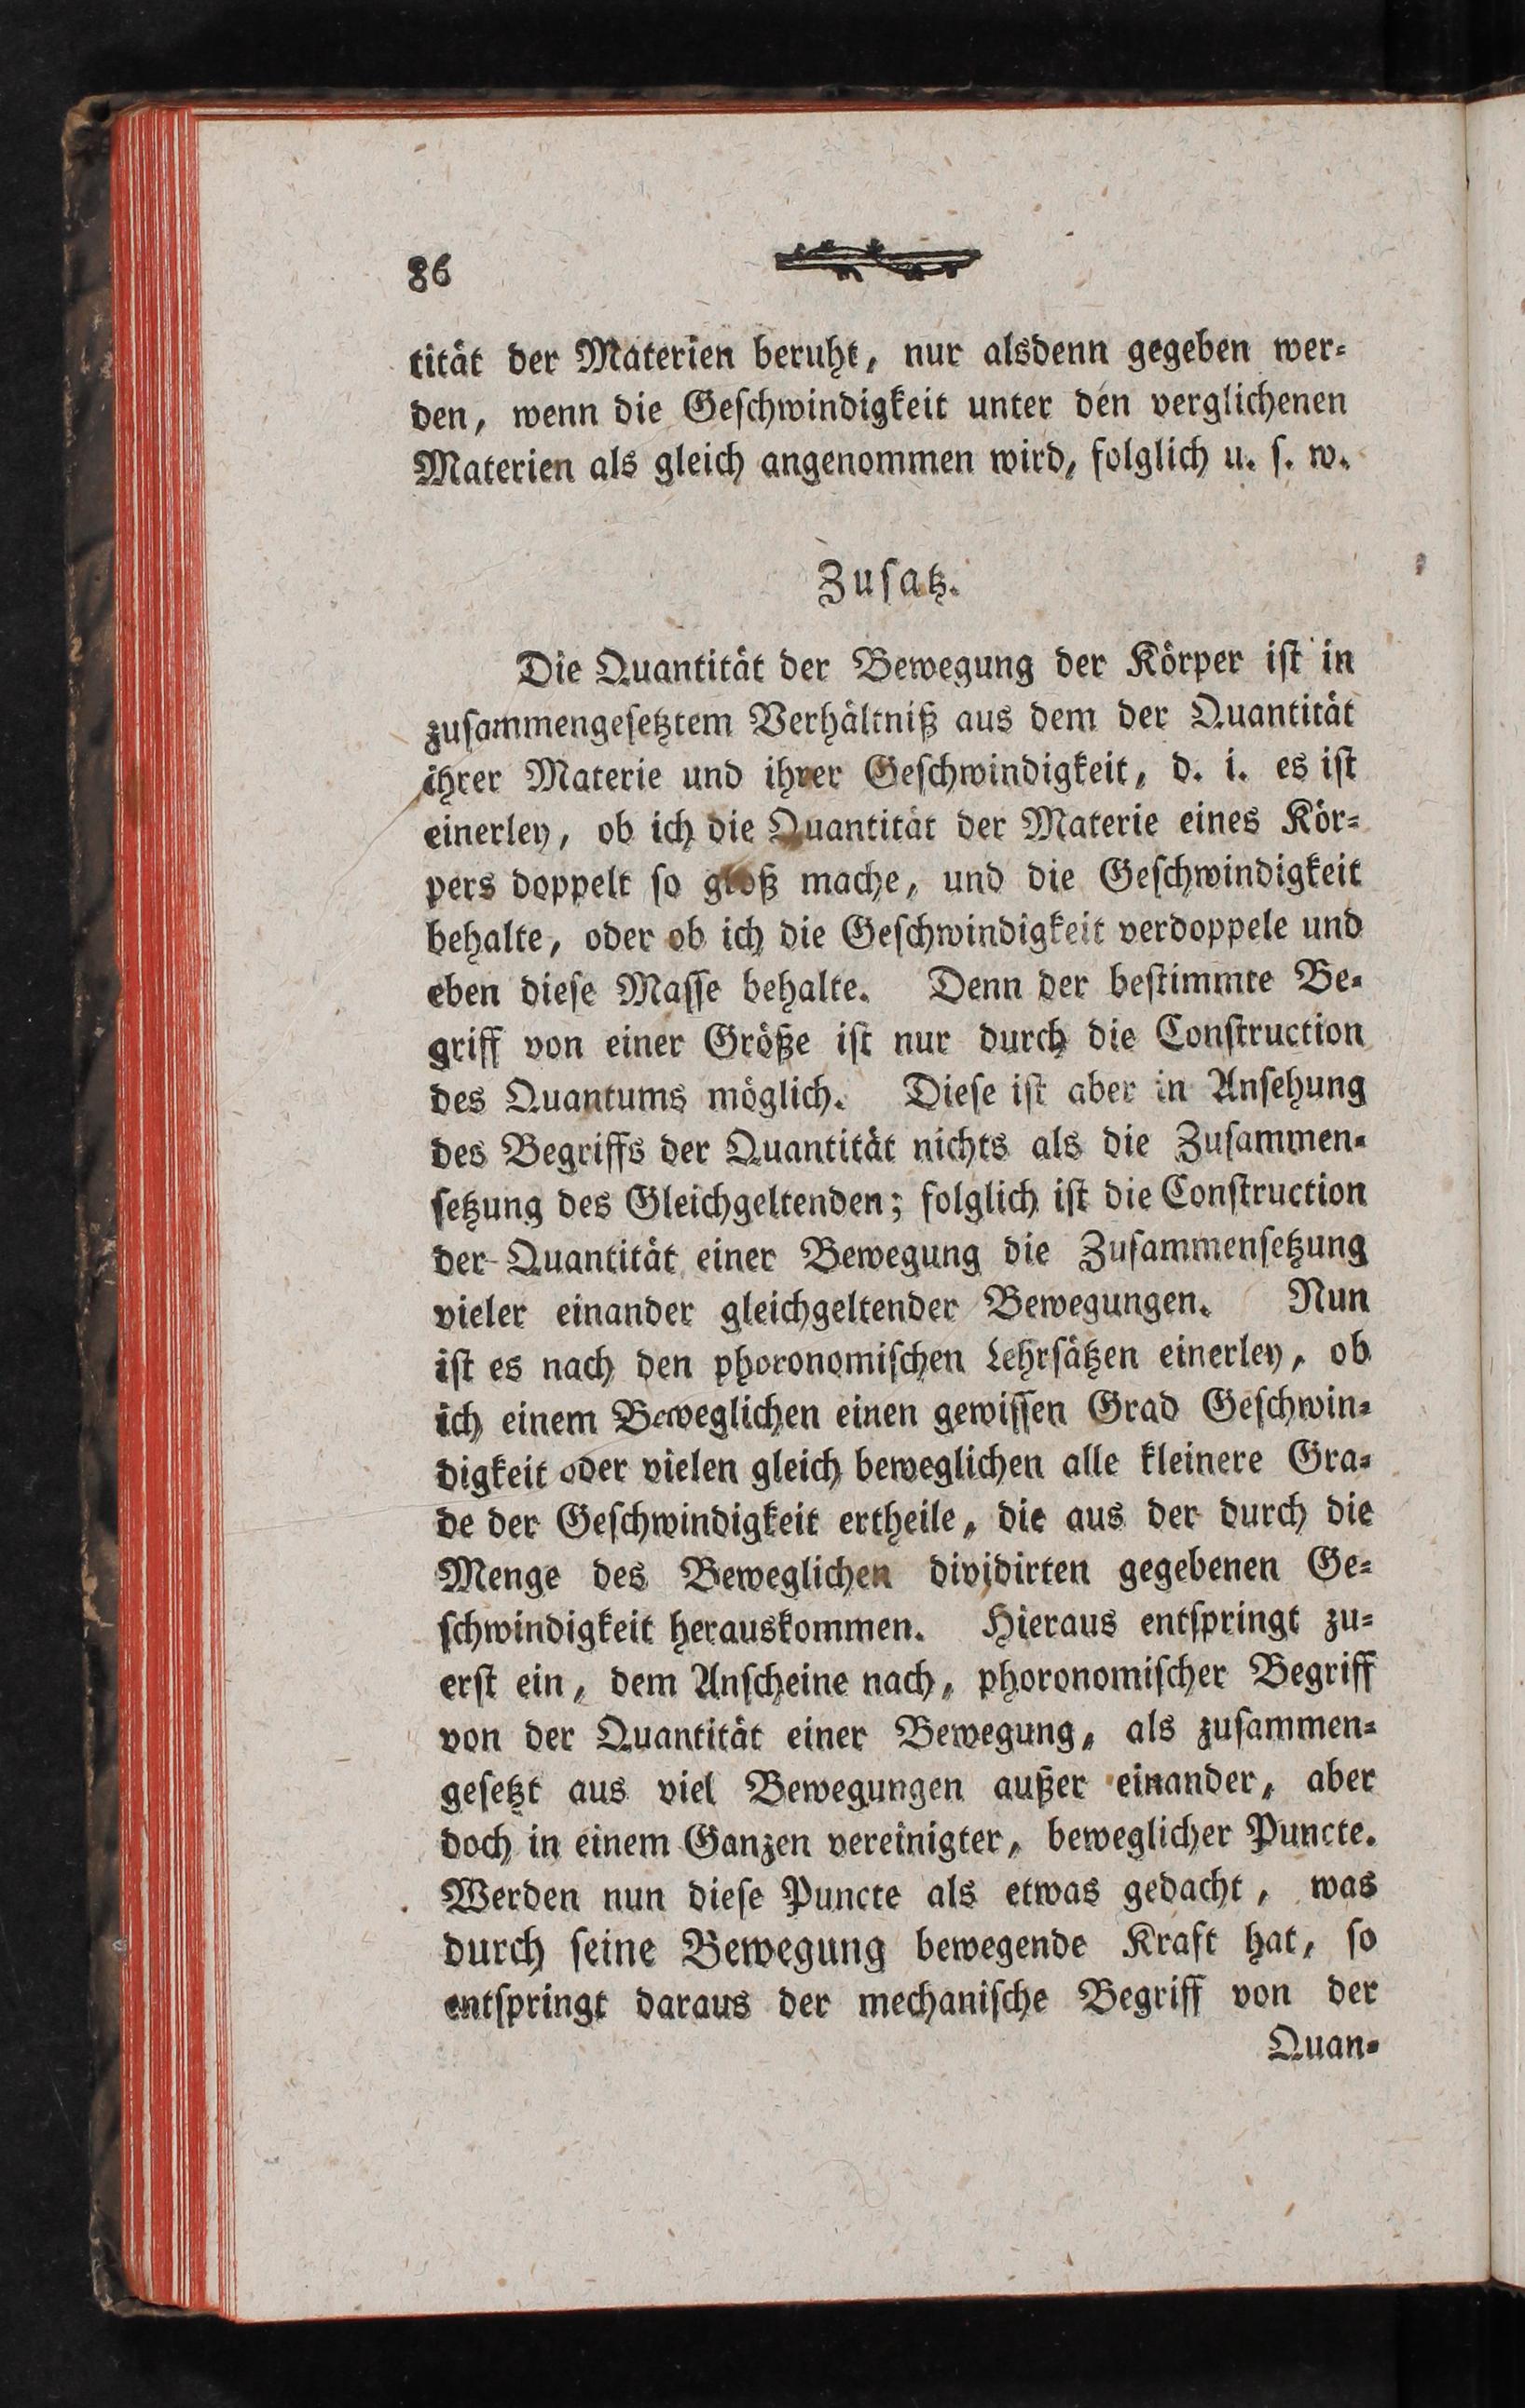 86
tität der Materien beruht, nur alsdenn gegeben wer-
den, wenn die Geſchwindigkeit unter den verglichenen
Materien als gleich angenommen wird, folglich u. ſ. w.
Zuſatz.
Die Quantität der Bewegung der Körper iſt in
zuſammengeſetztem Verhältniß aus dem der Quantität
ihrer Materie und ihrer Geſchwindigkeit, d. i. es iſt
einerley, ob ich die Quantität der Materie eines Kör-
pers doppelt ſo groß mache, und die Geſchwindigkeit
behalte, oder ob ich die Geſchwindigkeit verdoppele und
eben dieſe Maſſe behalte. Denn der beſtimmte Be-
griff von einer Größe iſt nur durch die Conſtruction
des Quantums möglich. Dieſe iſt aber in Anſehung
des Begriffs der Quantität nichts als die Zuſammen-
ſetzung des Gleichgeltenden; folglich iſt die Conſtruction
der Quantität einer Bewegung die Zuſammenſetzung
vieler einander gleichgeltender Bewegungen. Nun
iſt es nach den phoronomiſchen Lehrſätzen einerley, ob
ich einem Beweglichen einen gewiſſen Grad Geſchwin-
digkeit oder vielen gleich beweglichen alle kleinere Gra-
de der Geſchwindigkeit ertheile, die aus der durch die
Menge des Beweglichen dividirten gegebenen Ge-
ſchwindigkeit herauskommen. Hieraus entſpringt zu-
erſt ein, dem Anſcheine nach, phoronomiſcher Begriff
von der Quantität einer Bewegung, als zuſammen-
geſetzt aus viel Bewegungen außer einander, aber
doch in einem Ganzen vereinigter, beweglicher Puncte.
Werden nun dieſe Puncte als etwas gedacht, was
durch ſeine Bewegung bewegende Kraft hat, ſo
entſpringt daraus der mechaniſche Begriff von der
Quan-